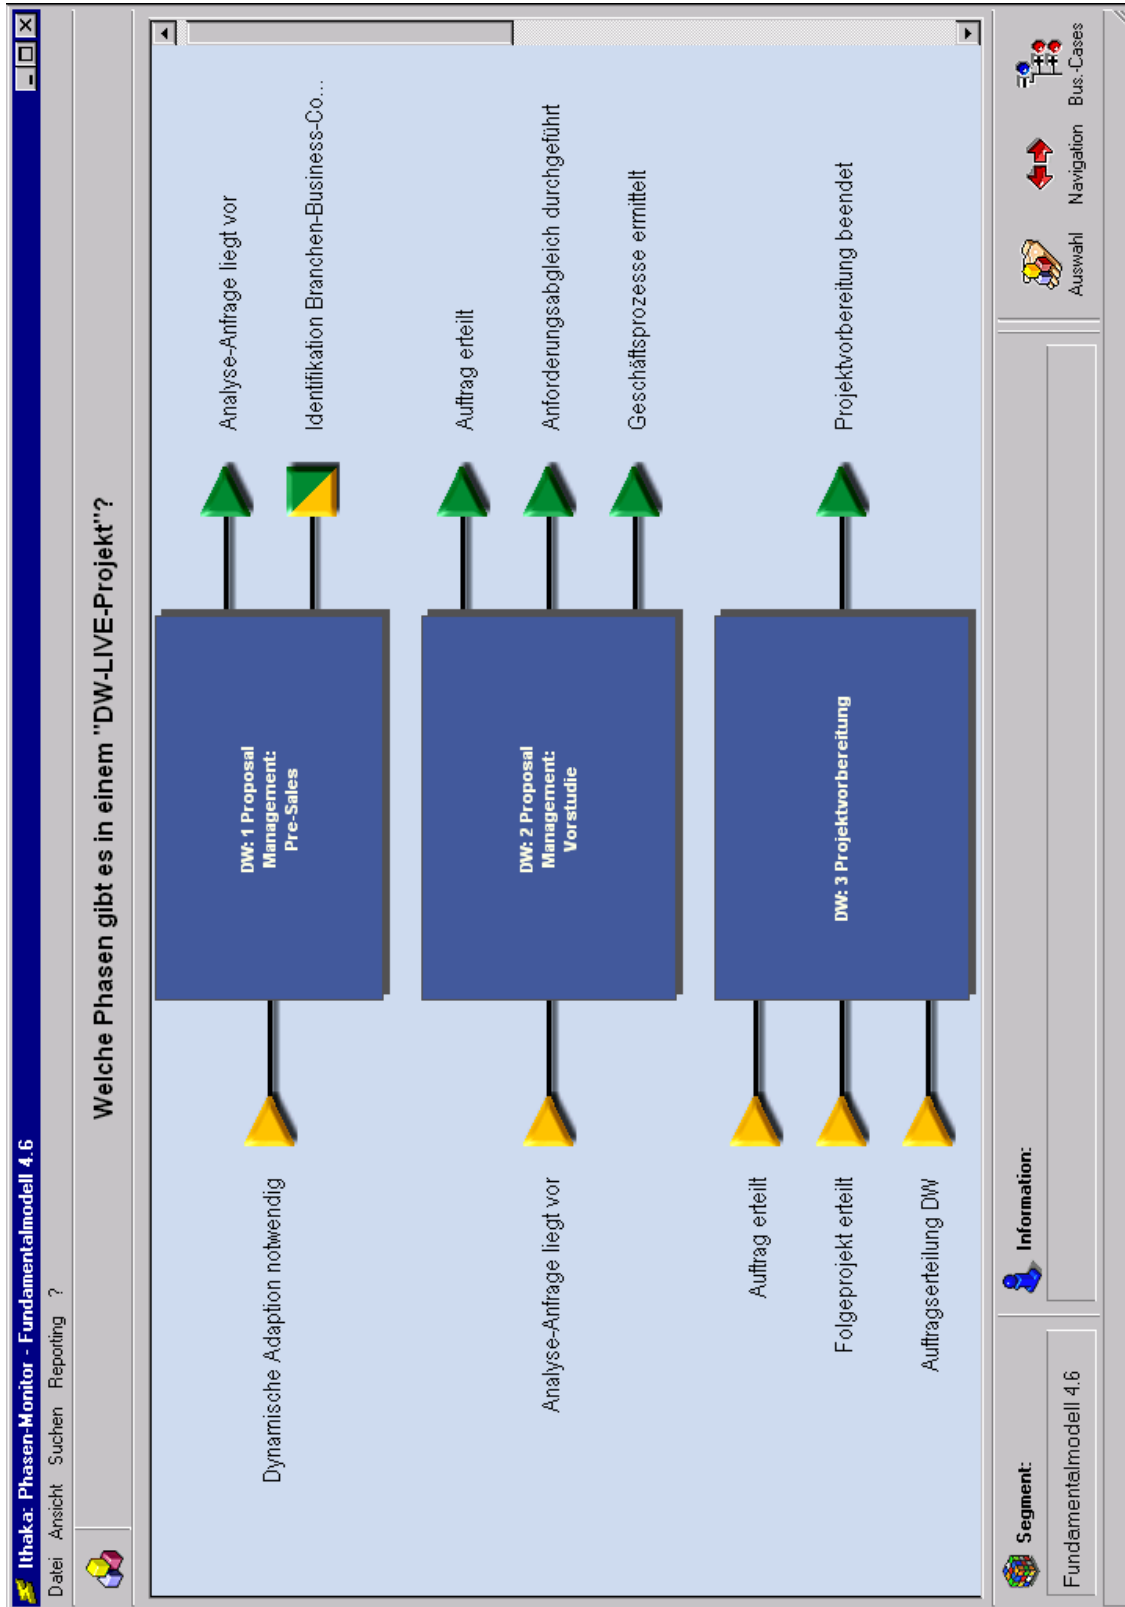 Ithaka: Phasen-Monitor - Fundamentalmodell 4.6
Datei Ansicht Suchen Reporting ?
Welche Phasen gibt es in einem "DW-LIVE-Projekt"?
Dynamische Adaption notwendig
DW: 1 Proposal
Management:
Pre-Sales
Analyse-Anfrage liegt vor
Identifikation Branchen-Business-Co...
Analyse-Anfrage liegt vor
DW: 2 Proposal
Management:
Vorstudie
Auftrag erteilt
Anforderungsabgleich durchgeführt
Geschäftsprozesse ermittelt
Auftrag erteilt
Folgeprojekt erteilt
Auftragserteilung DW
DW: 3 Projektvorbereitung
Projektvorbereitung beendet
Segment:
Fundamentalmodell 4.6
Information:
Auswahl
Navigation
Bus.-Cases